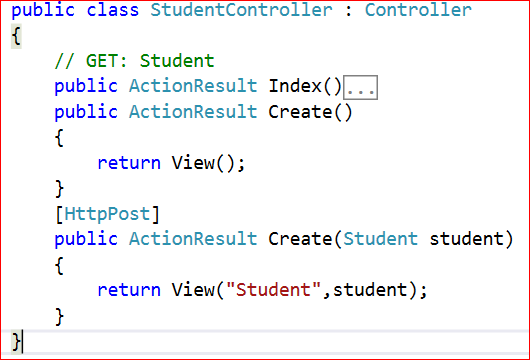 public class StudentController : Controller
{
    // GET: Student
    public ActionResult Index()...
    public ActionResult Create()
    {
        return View();
    }
    [HttpPost]
    public ActionResult Create(Student student)
    {
        return View("Student",student);
    }
}